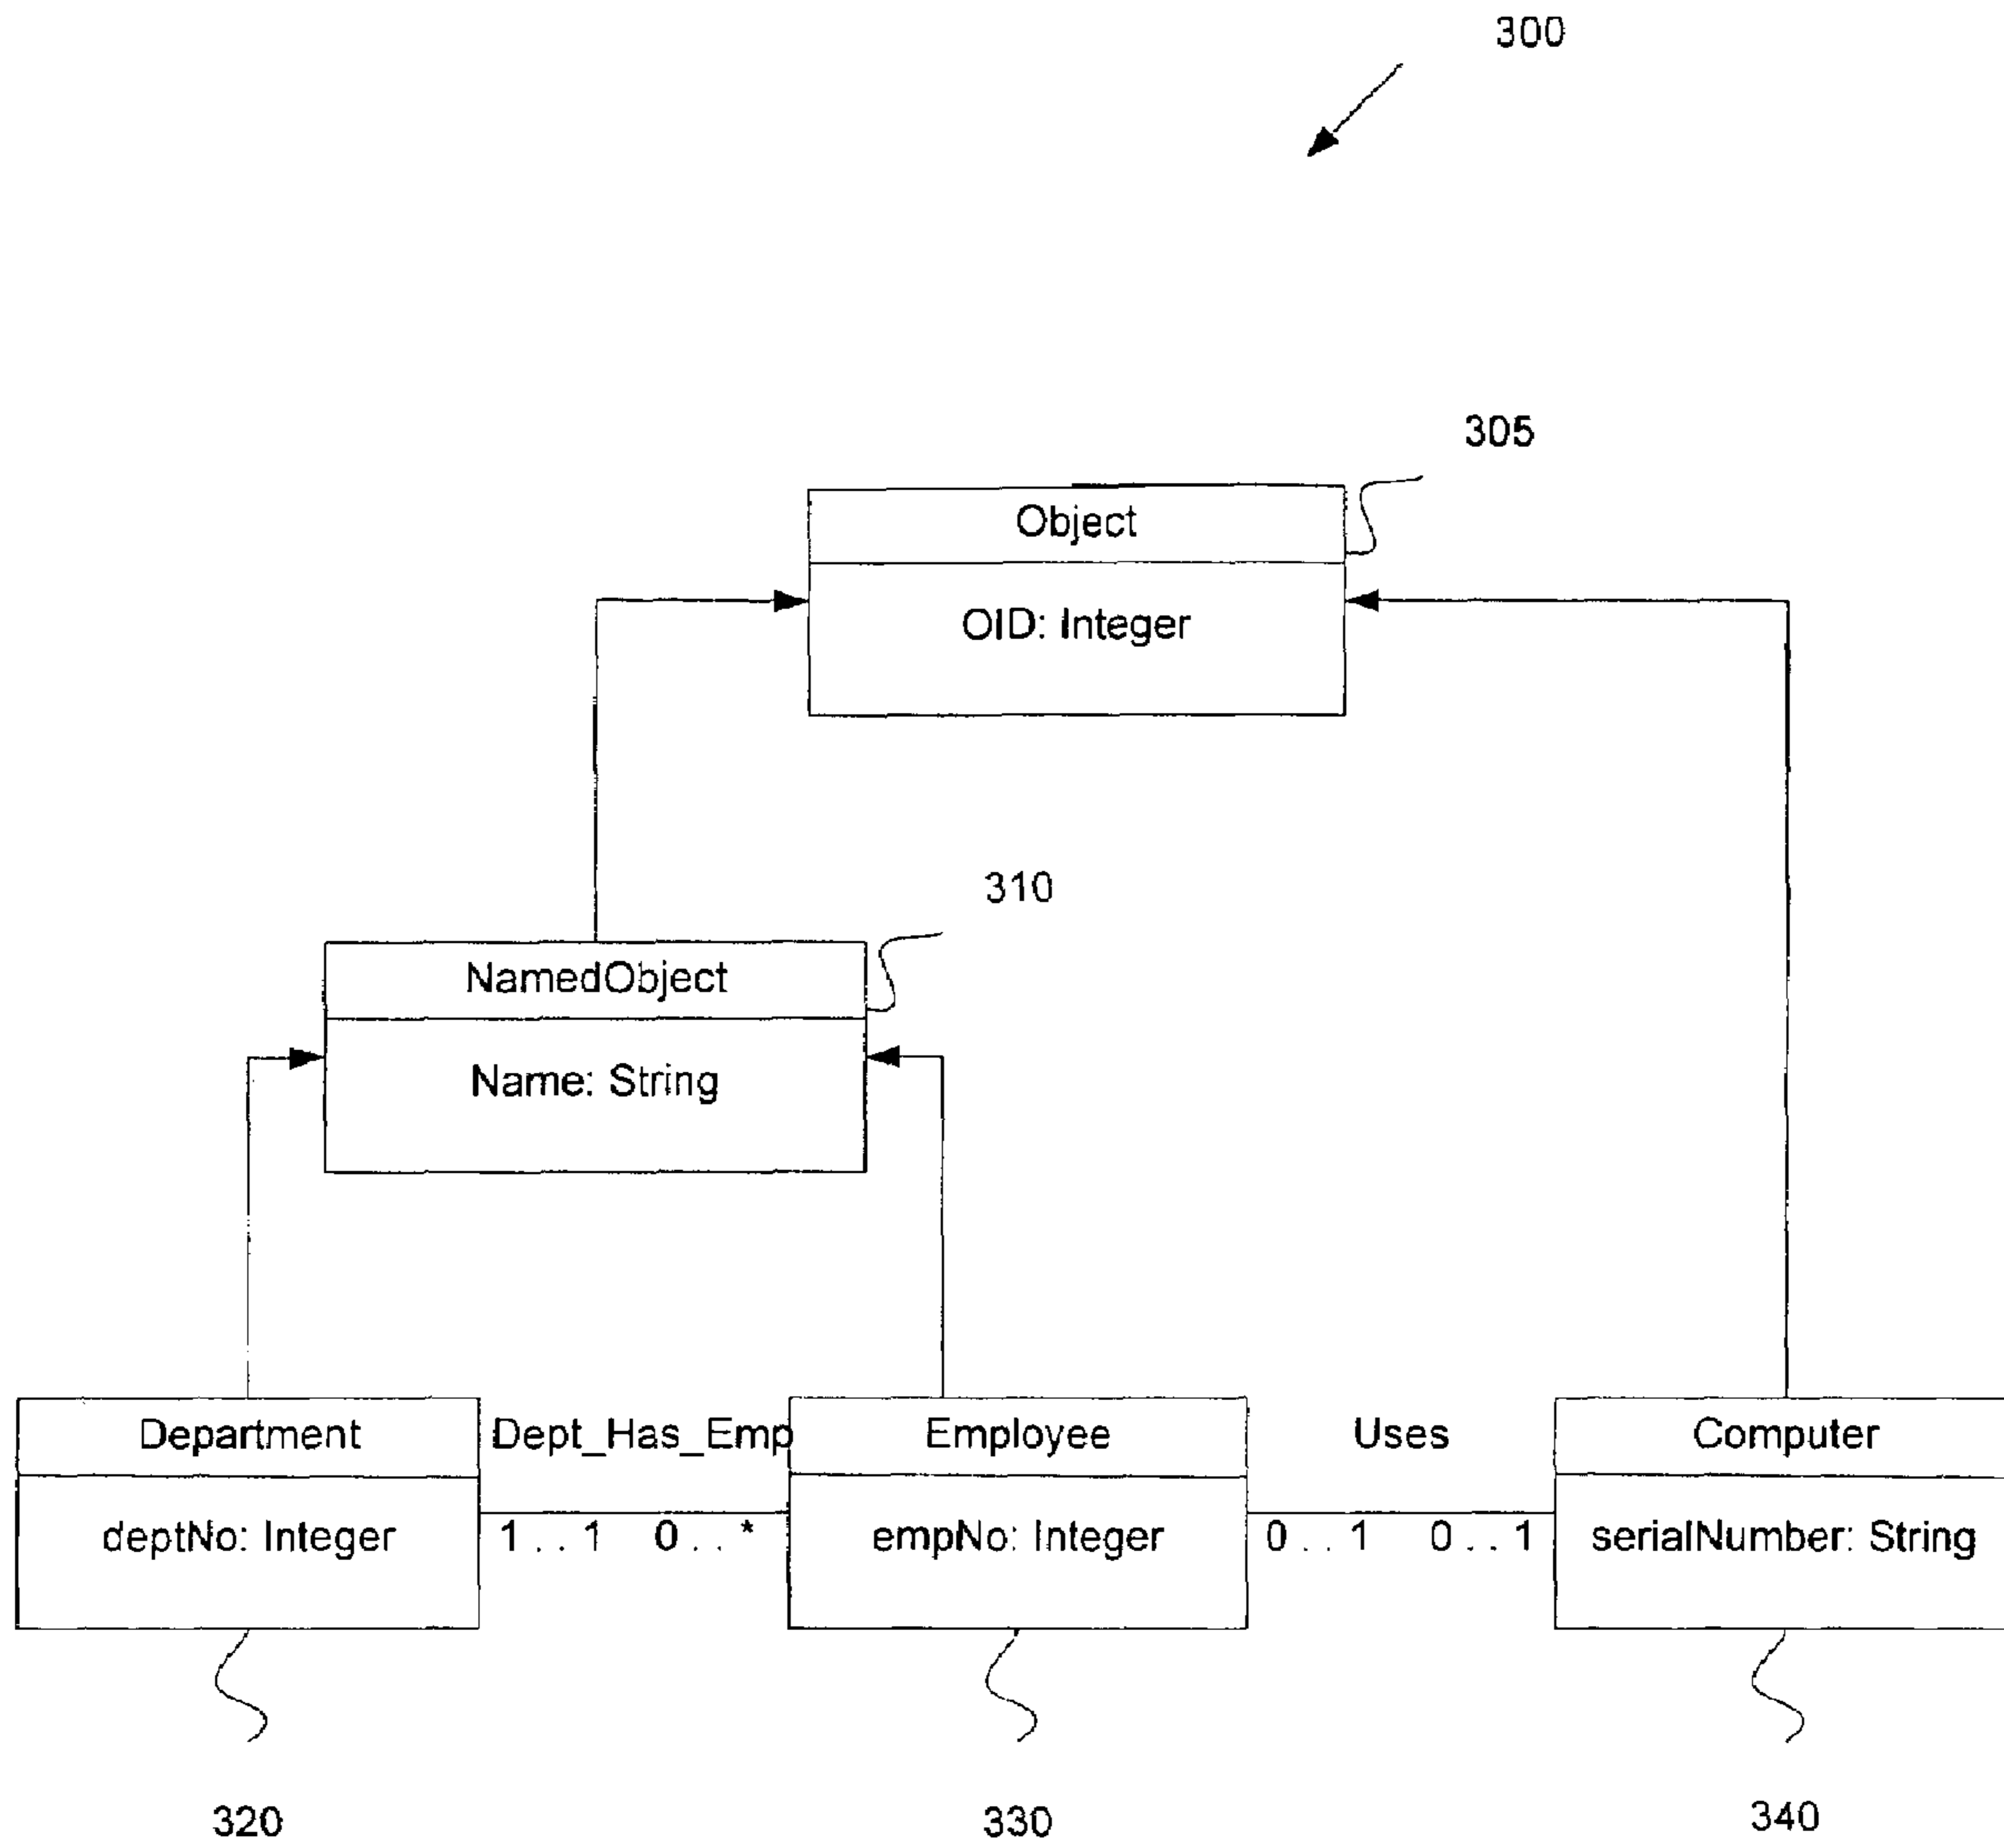 300
305
Object
OID: Integer
310
NamedObject
Name: String
Department
Dept_Has_Emp
Employee
Uses
Computer
deptNo: Integer
1..1 0..*
empNo: Integer
0..1 0..1
serialNumber: String
320
330
340